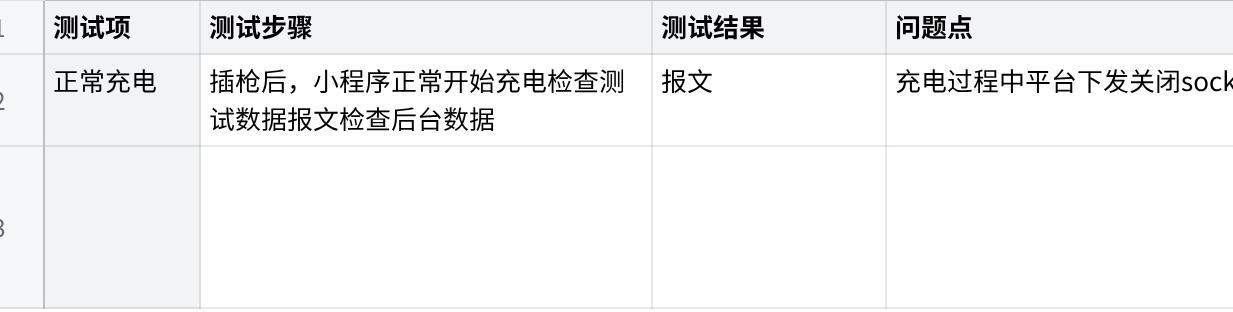 测试项 测试步骤 测试结果 问题点
正常充电 插枪后，小程序正常开始充电检查测 报文 充电过程中平台下发关闭sock
试数据报文检查后台数据